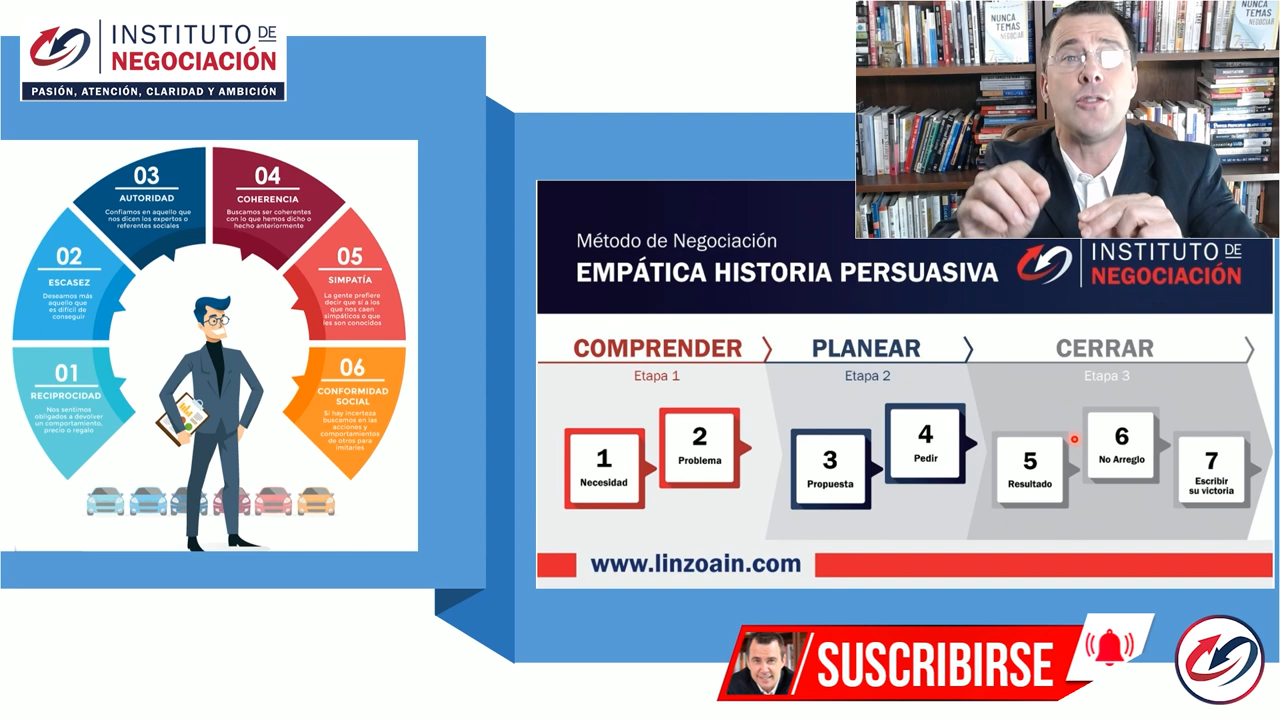 INSTITUTO DE
NEGOCIACIÓN
PASIÓN, ATENCIÓN, CLARIDAD Y AMBICIÓN
03
AUTORIDAD
Confiamos en aquello que
nos dicen los expertos o
referentes sociales
04
COHERENCIA
Buscamos ser coherentes
con lo que hemos dicho o
hecho anteriormente
02
ESCASEZ
Deseamos más
aquello que
es difícil de
conseguir
05
SIMPATÍA
La gente prefiere
decir que sí a los
que nos caen
simpáticos o que
les son conocidos
01
RECIPROCIDAD
Nos sentimos
obligados a devolver
un comportamiento,
precio o regalo
06
CONFORMIDAD
SOCIAL
Si hay incerteza
buscamos en las
acciones y
comportamientos
de otros para
imitarles
NUNCA
TEMAS
NEGOCIAR
NUNCA
TEMAS
NEGOCIAR
Método de Negociación
EMPÁTICA HISTORIA PERSUASIVA
INSTITUTO DE
NEGOCIACIÓN
COMPRENDER
Etapa 1
PLANEAR
Etapa 2
CERRAR
Etapa 3
1
Necesidad
2
Problema
3
Propuesta
4
Pedir
5
Resultado
6
No Arreglo
7
Escribir
su victoria
www.linzoain.com
SUSCRIBIRSE